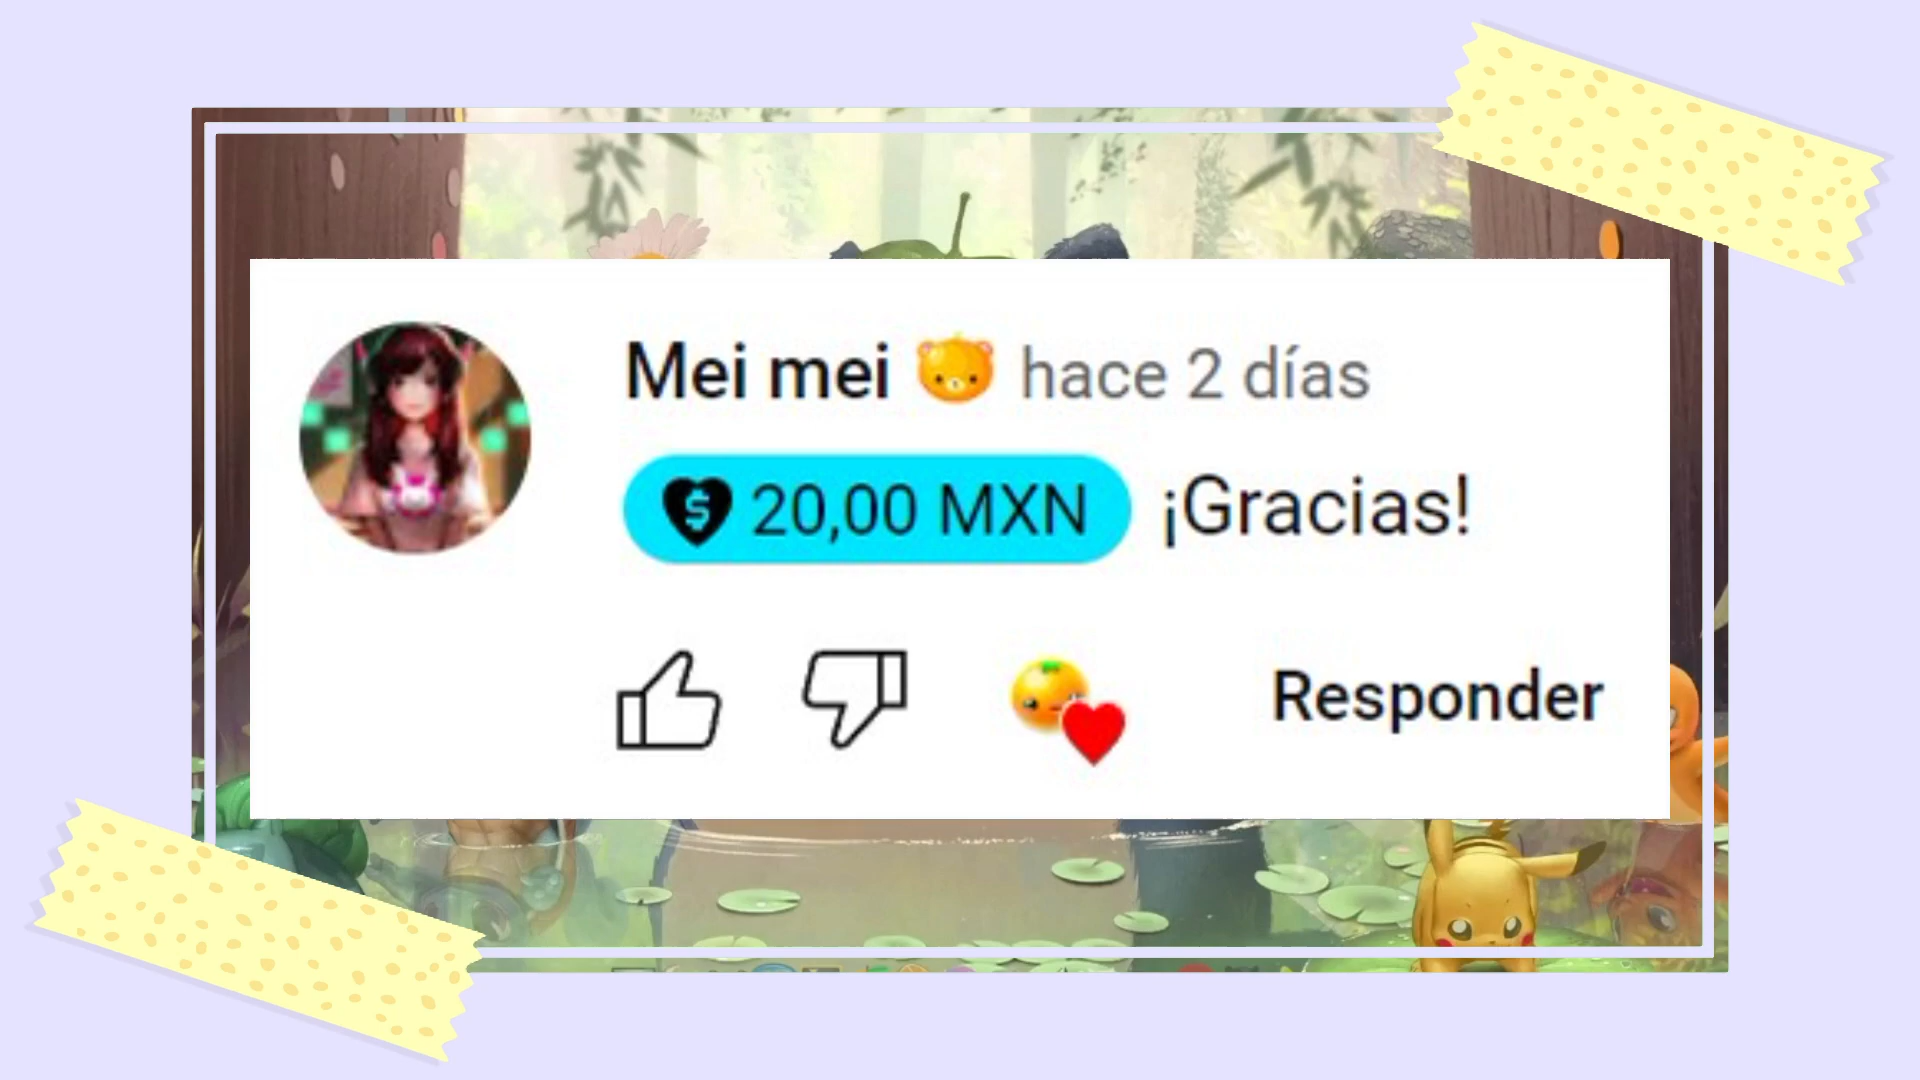 Mei mei 🐻 hace 2 días
$ 20,00 MXN ¡Gracias!
Responder